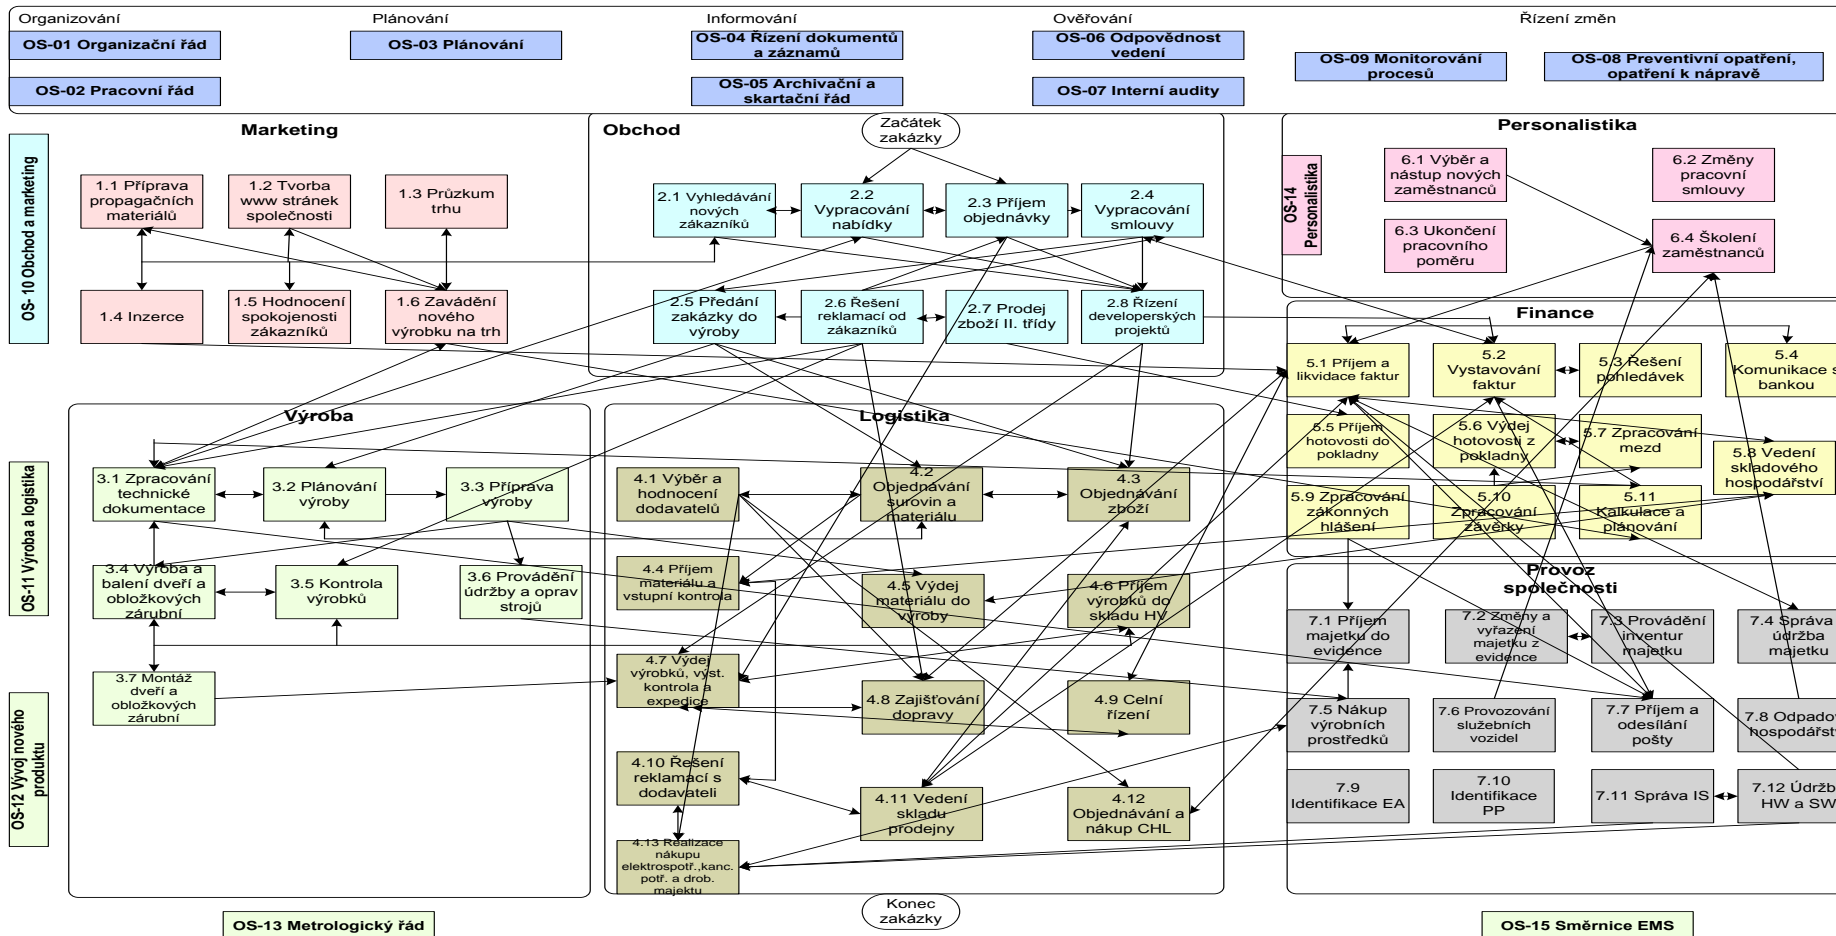 Organizování
Plánování
Informování
Ověřování
Řízení změn
OS-01 Organizační řád
OS-03 Plánování
OS-04 Řízení dokumentů
a záznamů
OS-06 Odpovědnost
vedení
OS-09 Monitorování
procesů
OS-08 Preventivní opatření,
opatření k nápravě
OS-02 Pracovní řád
OS-05 Archivační a
skartační řád
OS-07 Interní audity
OS- 10 Obchod a marketing
Marketing
1.1 Příprava
propagačních
materiálů
1.2 Tvorba
www stránek
společnosti
1.3 Průzkum
trhu
1.4 Inzerce
1.5 Hodnocení
spokojenosti
zákazníků
1.6 Zavádění
nového
výrobku na trh
Obchod
Začátek
zakázky
2.1 Vyhledávání
nových
zákazníků
2.2
Vypracování
nabídky
2.3 Příjem
objednávky
2.4
Vypracování
smlouvy
2.5 Předání
zakázky do
výroby
2.6 Řešení
reklamací od
zákazníků
2.7 Prodej
zboží II. třídy
2.8 Řízení
developerských
projektů
Personalistika
OS-14
Personalistika
6.1 Výběr a
nástup nových
zaměstnanců
6.2 Změny
pracovní
smlouvy
6.3 Ukončení
pracovního
poměru
6.4 Školení
zaměstnanců
Finance
5.1 Příjem a
likvidace faktur
5.2
Vystavování
faktur
5.3 Řešení
pohledávek
5.4
Komunikace s
bankou
5.5 Příjem
hotovosti do
pokladny
5.6 Výdej
hotovosti z
pokladny
5.7 Zpracování
mezd
5.8 Vedení
skladového
hospodářství
5.9 Zpracování
zákonných
hlášení
5.10
Zpracování
závěrky
5.11
Kalkulace a
plánování
OS-11 Výroba a logistika
OS-12 Vývoj nového
produktu
Výroba
3.1 Zpracování
technické
dokumentace
3.2 Plánování
výroby
3.3 Příprava
výroby
3.4 Výroba a
balení dveří a
obložkových
zárubní
3.5 Kontrola
výrobků
3.6 Provádění
údržby a oprav
strojů
3.7 Montáž
dveří a
obložkových
zárubní
Logistika
4.1 Výběr a
hodnocení
dodavatelů
4.2
Objednávání
surovin a
materiálu
4.3
Objednávání
zboží
4.4 Příjem
materiálu a
vstupní kontrola
4.5 Výdej
materiálu do
výroby
4.6 Příjem
výrobků do
skladu HV
4.7 Výdej
výrobků, výst.
kontrola a
expedice
4.8 Zajišťování
dopravy
4.9 Celní
řízení
4.10 Řešení
reklamací s
dodavateli
4.11 Vedení
skladu
prodejny
4.12
Objednávání a
nákup CHL
4.13 Realizace
nákupu
elektrospotř.,kanc.
potř. a drob.
majektu
Konec
zakázky
Provoz
společnosti
7.1 Příjem
majetku do
evidence
7.2 Změny a
vyřazení
majetku z
evidence
7.3 Provádění
inventur
majetku
7.4 Správa
údržba
majetku
7.5 Nákup
výrobních
prostředků
7.6 Provozování
služebních
vozidel
7.7 Příjem a
odesílání
pošty
7.8 Odpadov
hospodářstv
7.9
Identifikace EA
7.10
Identifikace
PP
7.11 Správa IS
7.12 Údržb
HW a SW
OS-13 Metrologický řád
OS-15 Směrnice EMS